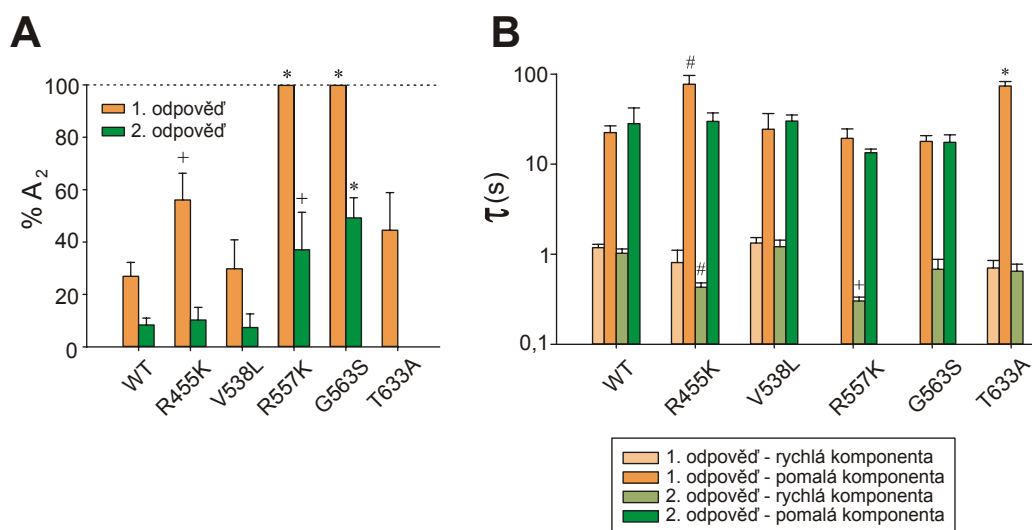 A
100
80
60
40
20
0
% A2
1. odpověď
2. odpověď
*
*
+
+
*
WT
R455K
V538L
R557K
G563S
T633A
B
100
10
1
0,1
τ(s)
#
*
#
+
WT
R455K
V538L
R557K
G563S
T633A
1. odpověď - rychlá komponenta
1. odpověď - pomalá komponenta
2. odpověď - rychlá komponenta
2. odpověď - pomalá komponenta